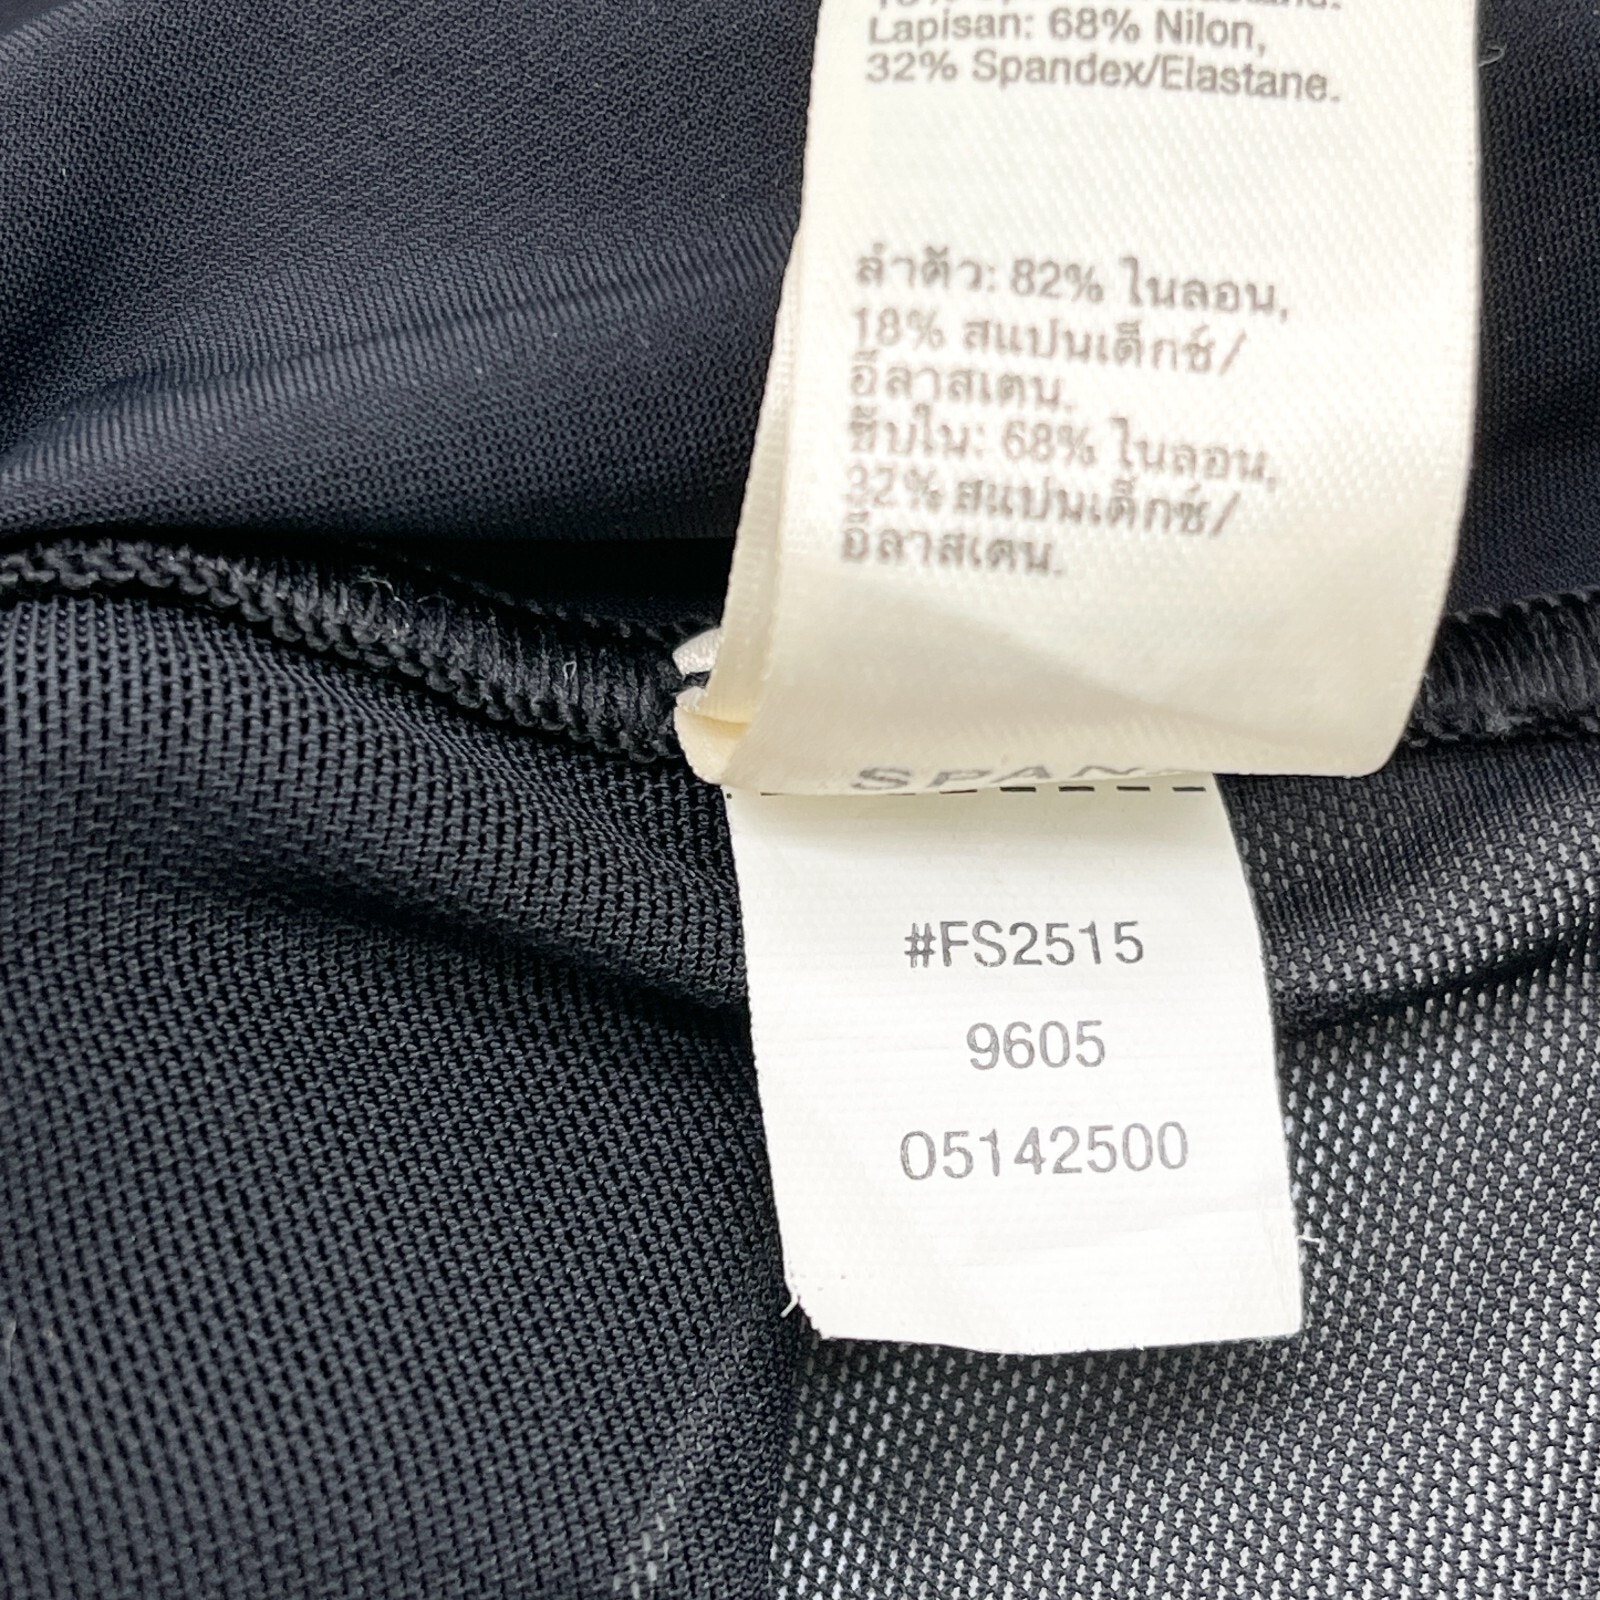 Lapisan: 68% Nilon,
32% Spandex/Elastane.
ลำตัว: 82% ไนลอน,
18% สแปนเด็กซ์/
อีลาสเตน.
ซับใน: 68% ไนลอน,
32% สแปนเด็กซ์/
อีลาสเตน.
#FS2515
9605
05142500